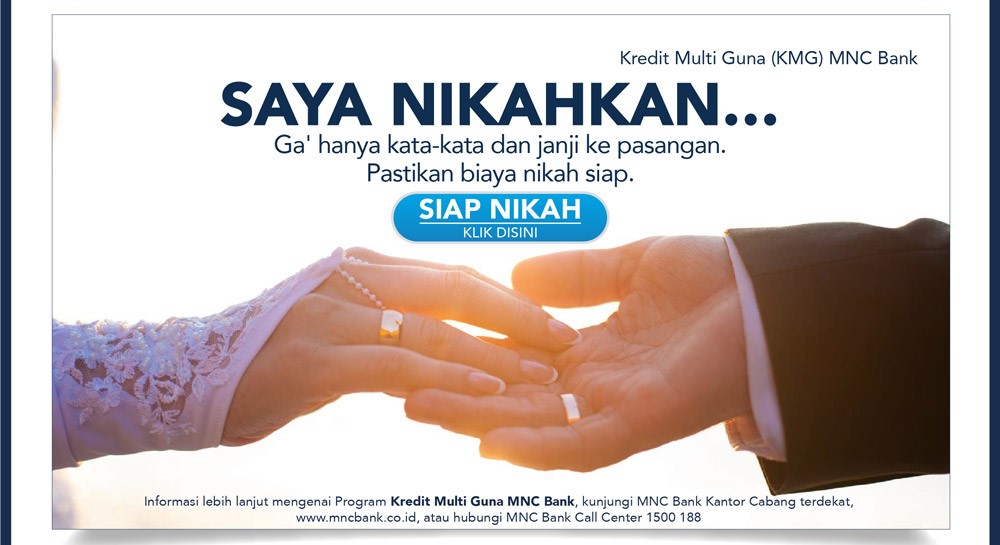 Kredit Multi Guna (KMG) MNC Bank
SAYA NIKAHKAN...
Ga' hanya kata-kata dan janji ke pasangan.
Pastikan biaya nikah siap.
SIAP NIKAH
KLIK DISINI
Informasi lebih lanjut mengenai Program Kredit Multi Guna MNC Bank, kunjungi MNC Bank Kantor Cabang terdekat,
www.mncbank.co.id, atau hubungi MNC Bank Call Center 1500 188